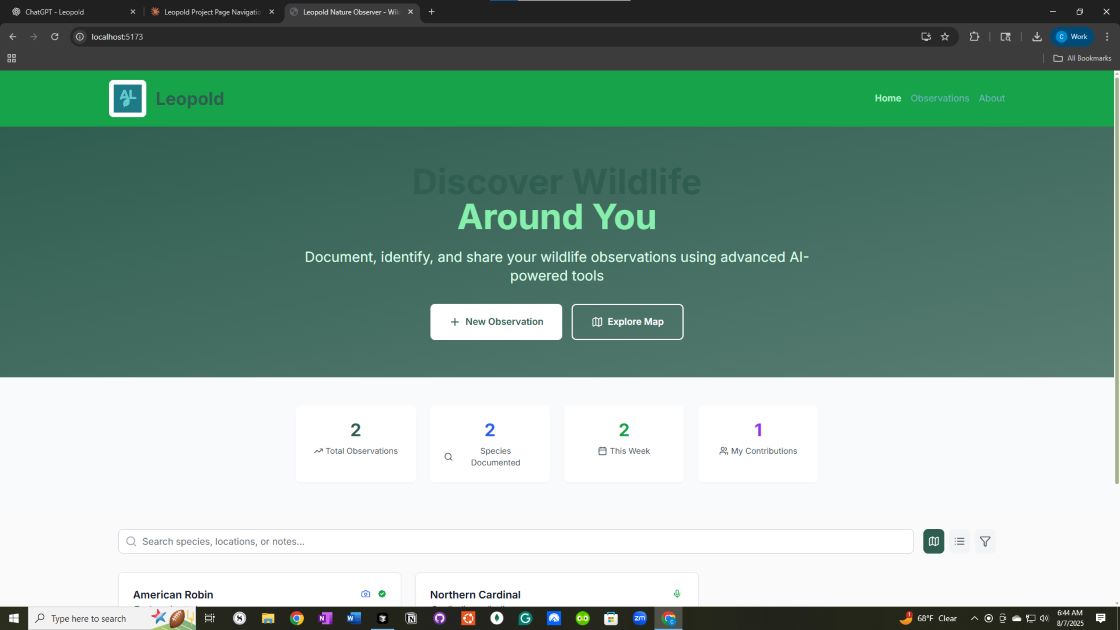 ChatGPT - Leopold
Leopold Project Page Navigatio
Leopold Nature Observer - Wil
localhost:5173
Work
All Bookmarks
AL
Leopold
Home
Observations
About
Discover Wildlife
Around You
Document, identify, and share your wildlife observations using advanced AI-
powered tools
New Observation
Explore Map
2
Total Observations
2
Species
Documented
2
This Week
1
My Contributions
Search species, locations, or notes...
American Robin
Northern Cardinal
Type here to search
68°F Clear
6:44 AM
8/7/2025